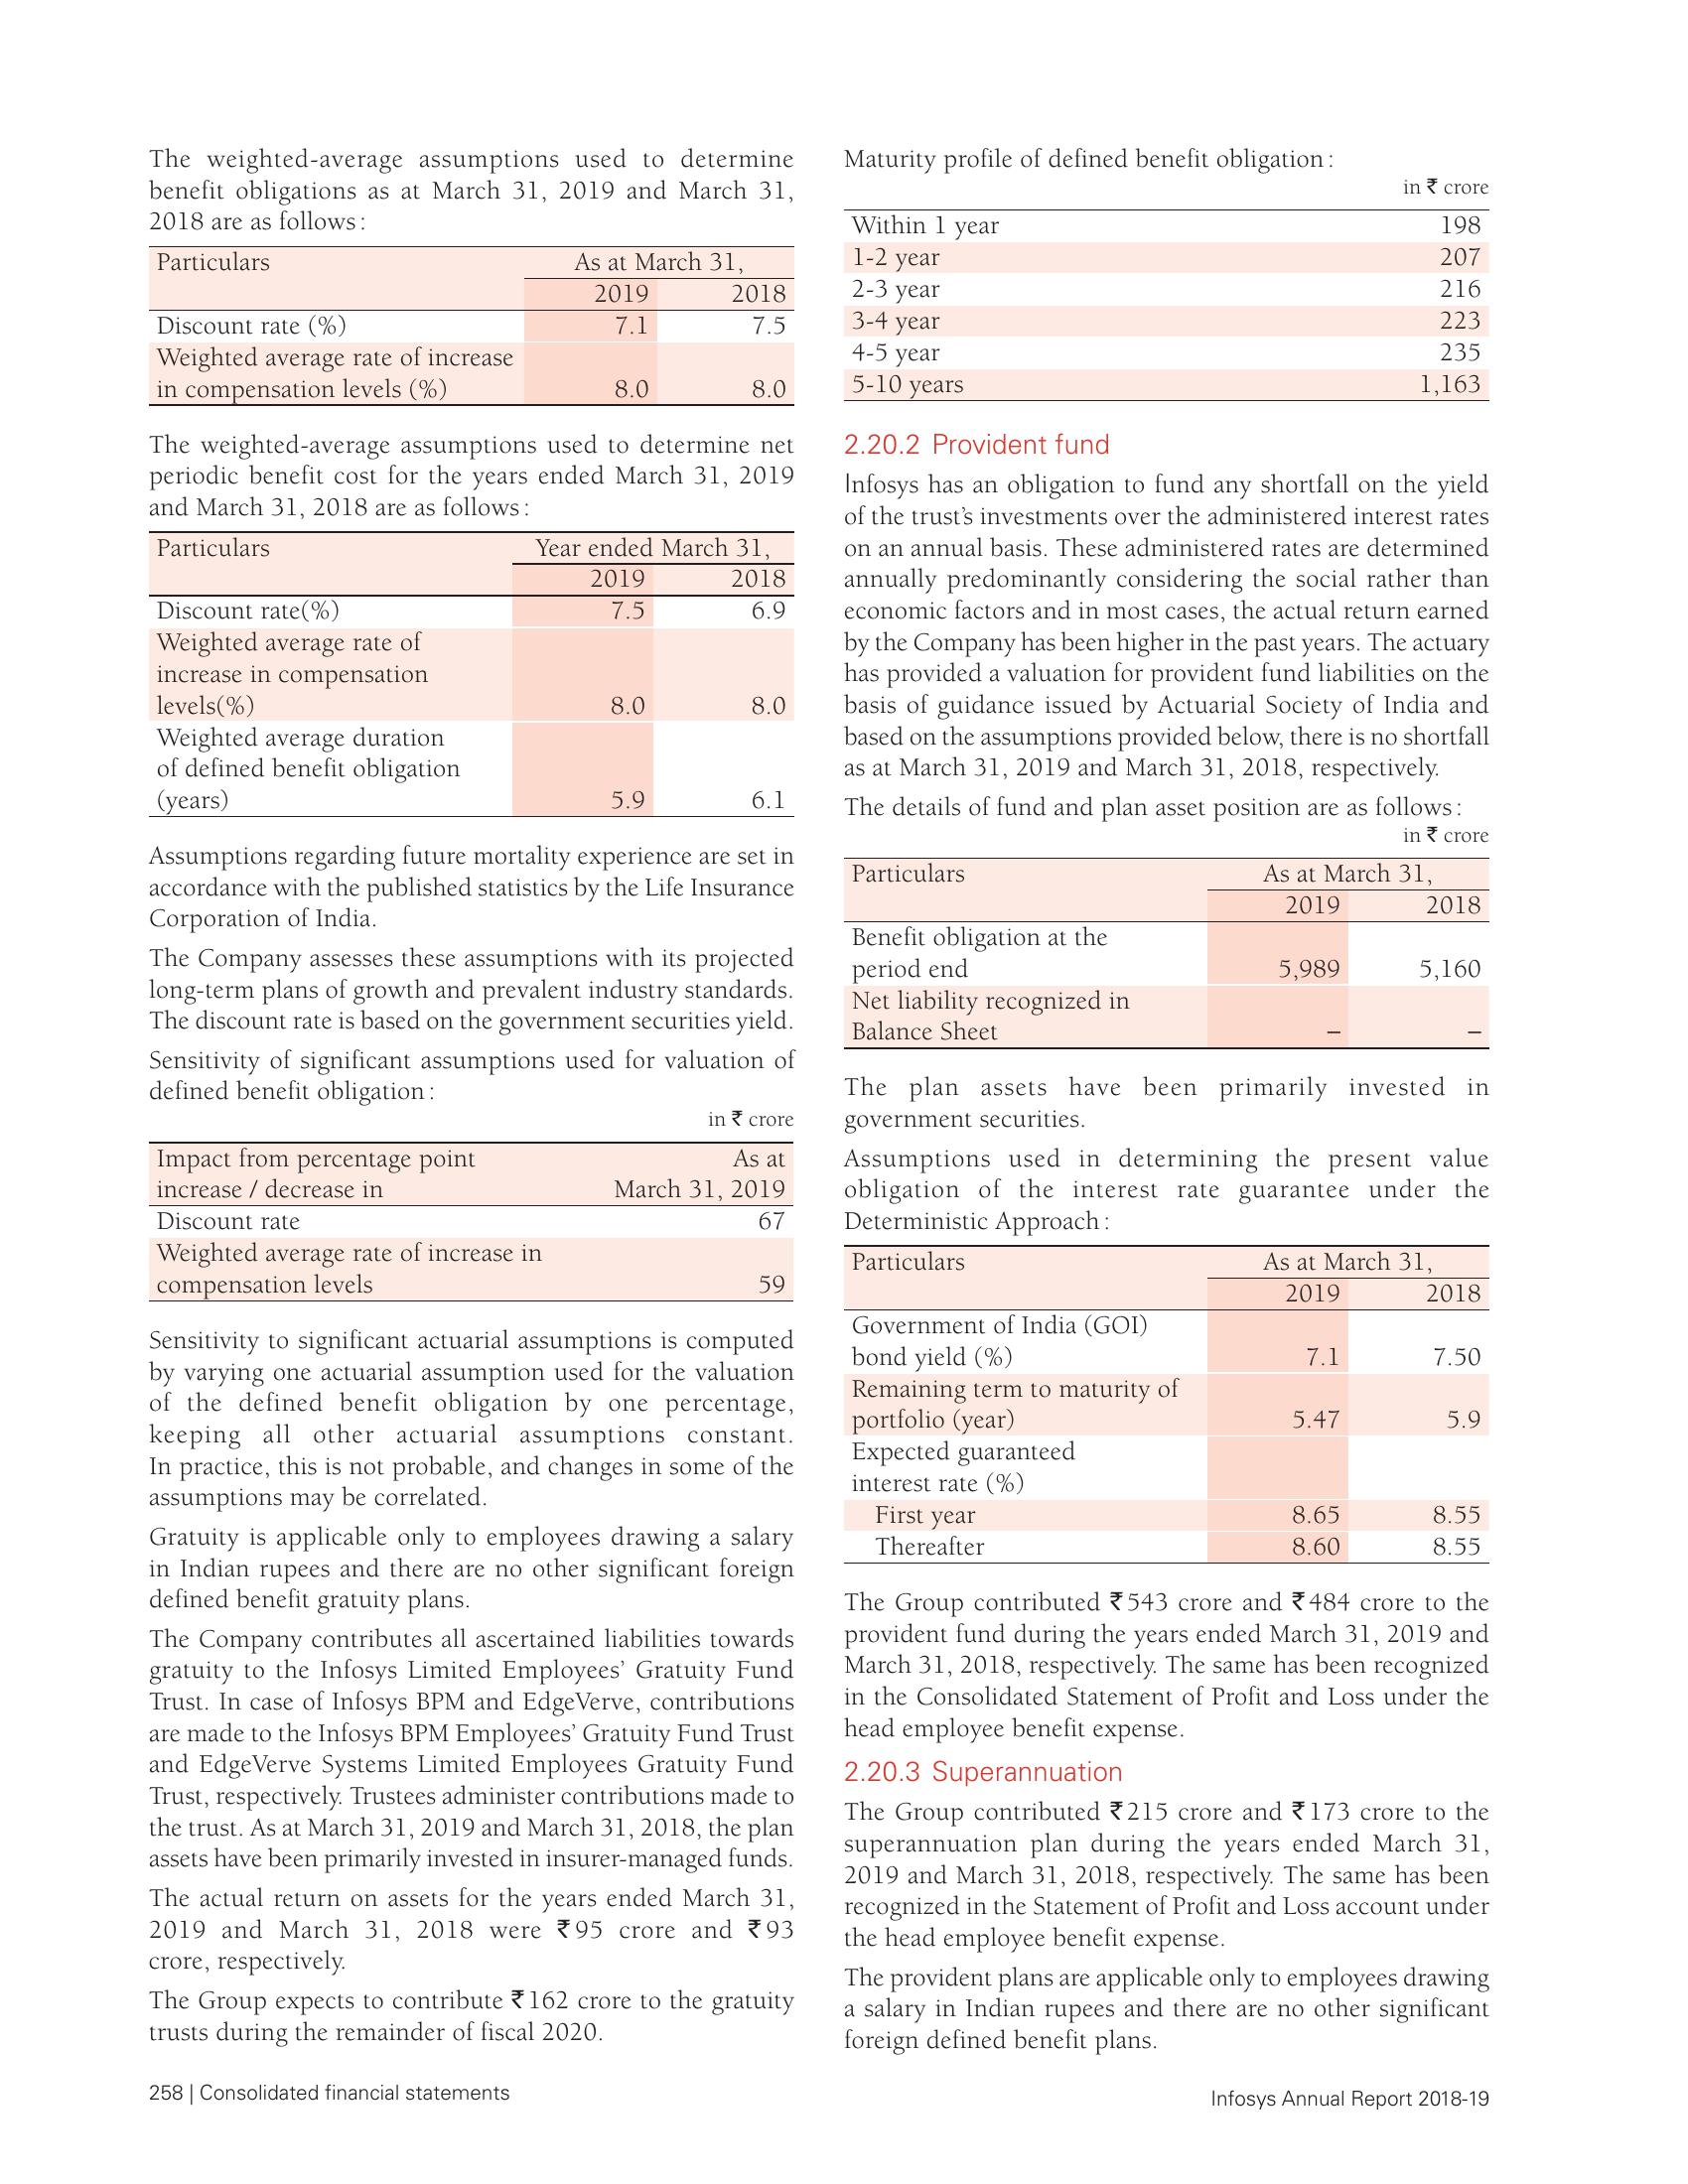 The weighted-average assumptions used to determine
benefit obligations as at March 31, 2019 and March 31,
2018 are as follows:
Particulars As at March 31,
2019 2018
Discount rate (%) 7.1 7.5
Weighted average rate of increase
in compensation levels (%) 8.0 8.0
The weighted-average assumptions used to determine net
periodic benefit cost for the years ended March 31, 2019
and March 31, 2018 are as follows:
Particulars Year ended March 31,
2019 2018
Discount rate(%) 7.5 6.9
Weighted average rate of
increase in compensation
levels(%) 8.0 8.0
Weighted average duration
of defined benefit obligation
(years) 5.9 6.1
Assumptions regarding future mortality experience are set in
accordance with the published statistics by the Life Insurance
Corporation of India.
The Company assesses these assumptions with its projected
long-term plans of growth and prevalent industry standards.
The discount rate is based on the government securities yield.
Sensitivity of significant assumptions used for valuation of
defined benefit obligation:
in ₹ crore
Impact from percentage point As at
increase / decrease in March 31, 2019
Discount rate 67
Weighted average rate of increase in
compensation levels 59
Sensitivity to significant actuarial assumptions is computed
by varying one actuarial assumption used for the valuation
of the defined benefit obligation by one percentage,
keeping all other actuarial assumptions constant.
In practice, this is not probable, and changes in some of the
assumptions may be correlated.
Gratuity is applicable only to employees drawing a salary
in Indian rupees and there are no other significant foreign
defined benefit gratuity plans.
The Company contributes all ascertained liabilities towards
gratuity to the Infosys Limited Employees' Gratuity Fund
Trust. In case of Infosys BPM and EdgeVerve, contributions
are made to the Infosys BPM Employees' Gratuity Fund Trust
and EdgeVerve Systems Limited Employees Gratuity Fund
Trust, respectively. Trustees administer contributions made to
the trust. As at March 31, 2019 and March 31, 2018, the plan
assets have been primarily invested in insurer-managed funds.
The actual return on assets for the years ended March 31,
2019 and March 31, 2018 were ₹95 crore and ₹93
crore, respectively.
The Group expects to contribute ₹162 crore to the gratuity
trusts during the remainder of fiscal 2020.
Maturity profile of defined benefit obligation:
in ₹ crore
Within 1 year 198
1-2 year 207
2-3 year 216
3-4 year 223
4-5 year 235
5-10 years 1,163
2.20.2 Provident fund
Infosys has an obligation to fund any shortfall on the yield
of the trust's investments over the administered interest rates
on an annual basis. These administered rates are determined
annually predominantly considering the social rather than
economic factors and in most cases, the actual return earned
by the Company has been higher in the past years. The actuary
has provided a valuation for provident fund liabilities on the
basis of guidance issued by Actuarial Society of India and
based on the assumptions provided below, there is no shortfall
as at March 31, 2019 and March 31, 2018, respectively.
The details of fund and plan asset position are as follows:
in ₹ crore
Particulars As at March 31,
2019 2018
Benefit obligation at the
period end 5,989 5,160
Net liability recognized in
Balance Sheet – –
The plan assets have been primarily invested in
government securities.
Assumptions used in determining the present value
obligation of the interest rate guarantee under the
Deterministic Approach:
Particulars As at March 31,
2019 2018
Government of India (GOI)
bond yield (%) 7.1 7.50
Remaining term to maturity of
portfolio (year) 5.47 5.9
Expected guaranteed
interest rate (%)
First year 8.65 8.55
Thereafter 8.60 8.55
The Group contributed ₹543 crore and ₹484 crore to the
provident fund during the years ended March 31, 2019 and
March 31, 2018, respectively. The same has been recognized
in the Consolidated Statement of Profit and Loss under the
head employee benefit expense.
2.20.3 Superannuation
The Group contributed ₹215 crore and ₹173 crore to the
superannuation plan during the years ended March 31,
2019 and March 31, 2018, respectively. The same has been
recognized in the Statement of Profit and Loss account under
the head employee benefit expense.
The provident plans are applicable only to employees drawing
a salary in Indian rupees and there are no other significant
foreign defined benefit plans.
258 | Consolidated financial statements
Infosys Annual Report 2018-19